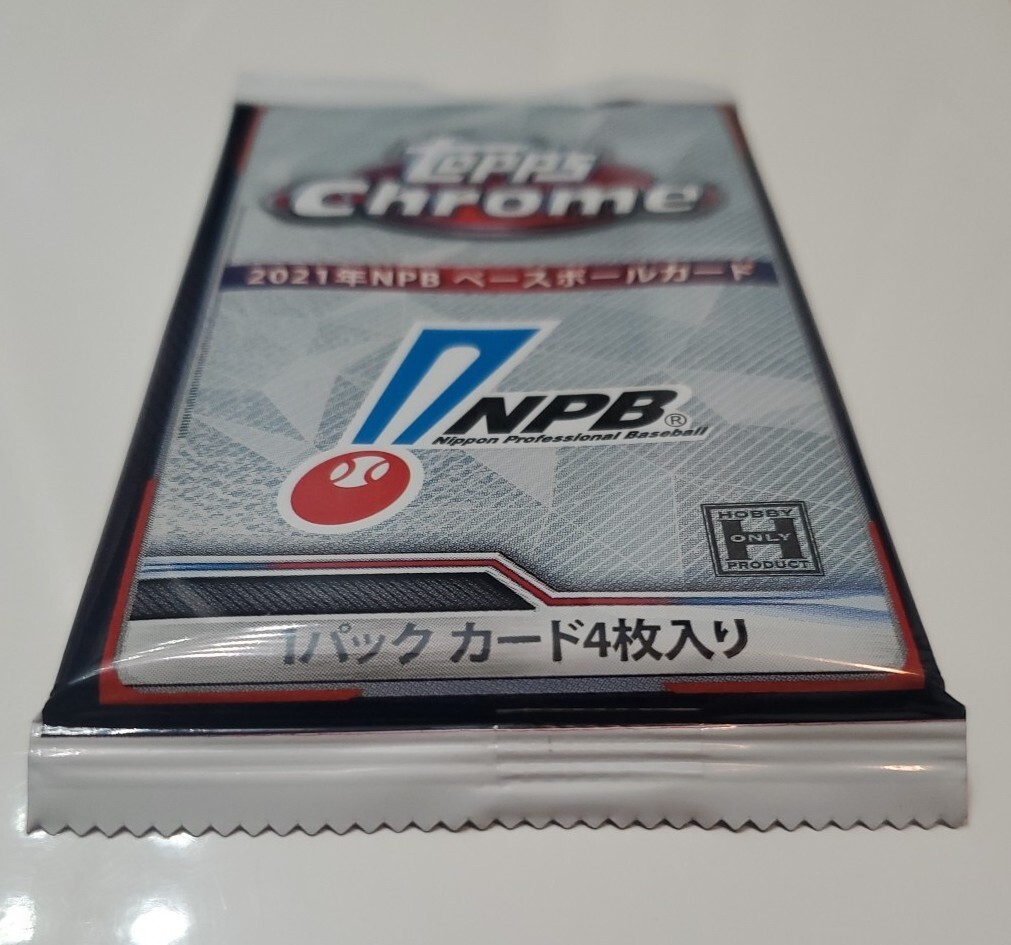 Topps
Chrome
2021年NPB ベースボールカード
NPB®
Nippon Professional Baseball
HOBBY
H
ONLY
PRODUCT
1パック カード4枚入り